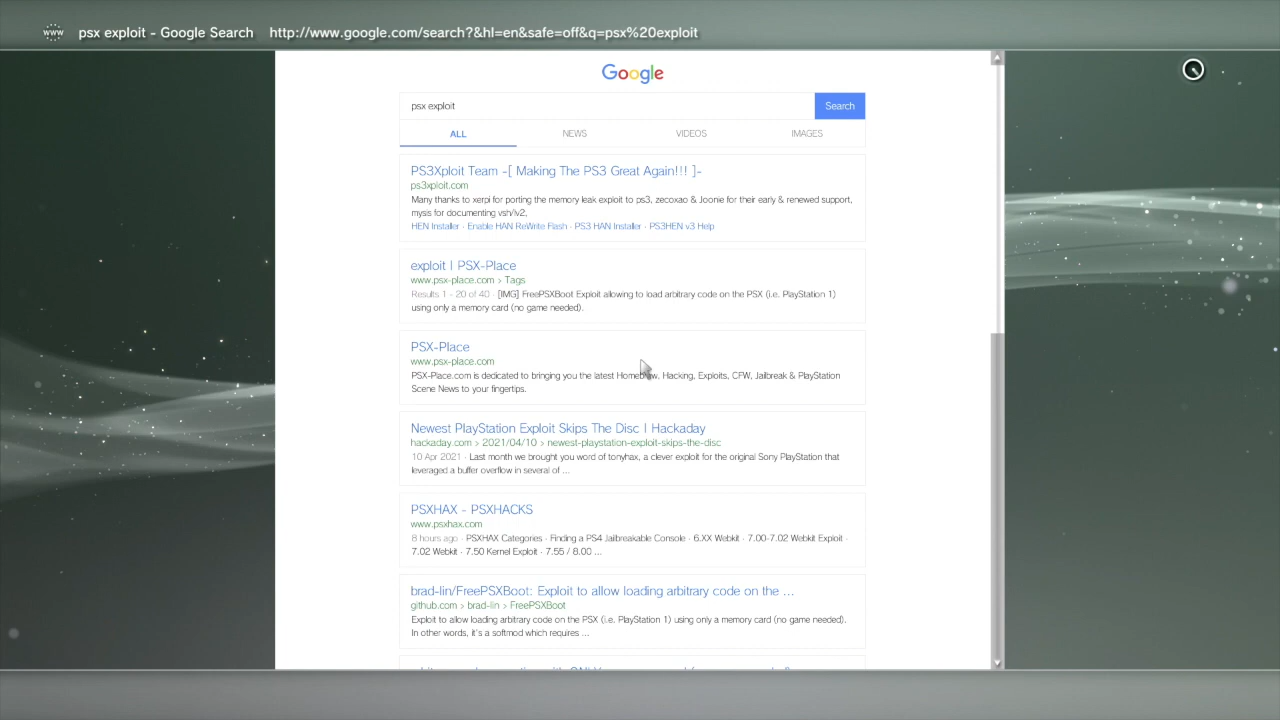 www psx exploit - Google Search http://www.google.com/search?&hl=en&safe=off&q=psx%20exploit
Google
psx exploit Search
ALL NEWS VIDEOS IMAGES
PS3Xploit Team -[ Making The PS3 Great Again!!! ]-
ps3xploit.com
Many thanks to xerpi for porting the memory leak exploit to ps3, zecoxao & Joonie for their early & renewed support,
mysis for documenting vsh/lv2,
HEN Installer · Enable HAN ReWrite Flash · PS3 HAN Installer · PS3HEN v3 Help
exploit | PSX-Place
www.psx-place.com › Tags
Results 1 - 20 of 40 · [IMG] FreePSXBoot Exploit allowing to load arbitrary code on the PSX (i.e. PlayStation 1)
using only a memory card (no game needed).
PSX-Place
www.psx-place.com
PSX-Place.com is dedicated to bringing you the latest Homebrew, Hacking, Exploits, CFW, Jailbreak & PlayStation
Scene News to your fingertips.
Newest PlayStation Exploit Skips The Disc | Hackaday
hackaday.com › 2021/04/10 › newest-playstation-exploit-skips-the-disc
10 Apr 2021 · Last month we brought you word of tonyhax, a clever exploit for the original Sony PlayStation that
leveraged a buffer overflow in several of ...
PSXHAX - PSXHACKS
www.psxhax.com
8 hours ago · PSXHAX Categories · Finding a PS4 Jailbreakable Console · 6.XX Webkit · 7.00-7.02 Webkit Exploit ·
7.02 Webkit · 7.50 Kernel Exploit · 7.55 / 8.00 ...
brad-lin/FreePSXBoot: Exploit to allow loading arbitrary code on the ...
github.com › brad-lin › FreePSXBoot
Exploit to allow loading arbitrary code on the PSX (i.e. PlayStation 1) using only a memory card (no game needed).
In other words, it's a softmod which requires ...